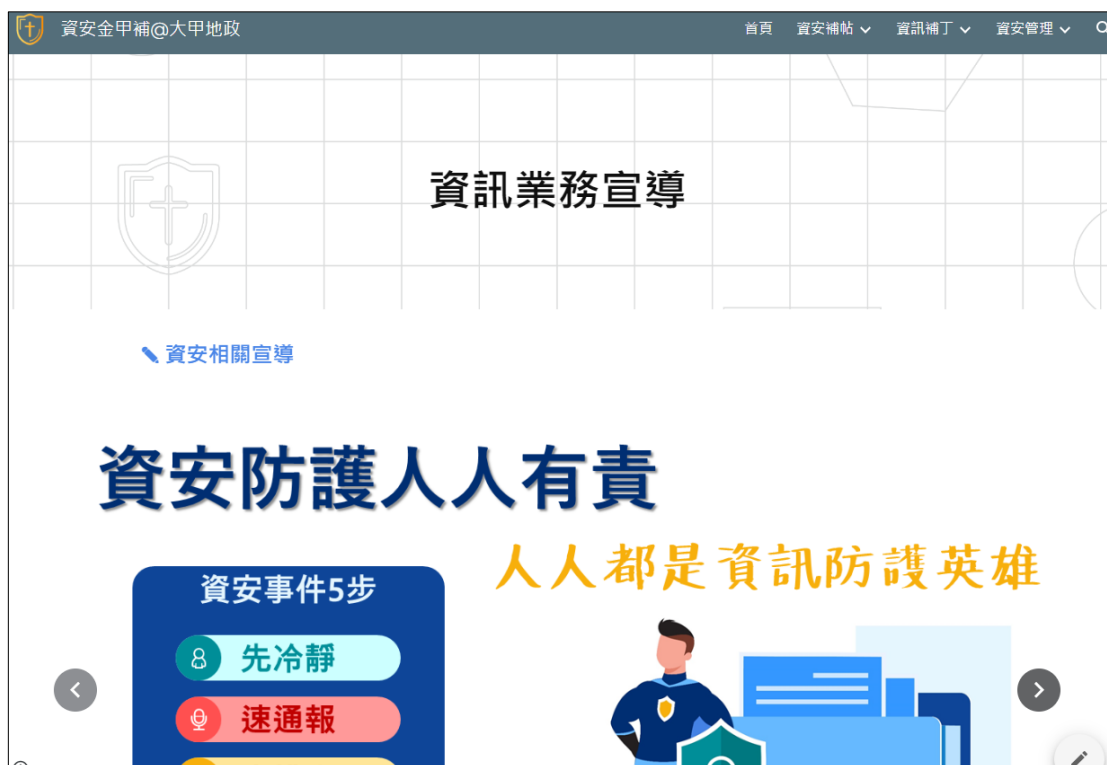 資安金甲補@大甲地政
首頁 資安補帖 資訊補丁 資安管理
資訊業務宣導
資安相關宣導
資安防護人人有責
人人都是資訊防護英雄
資安事件5步
先冷靜
速通報